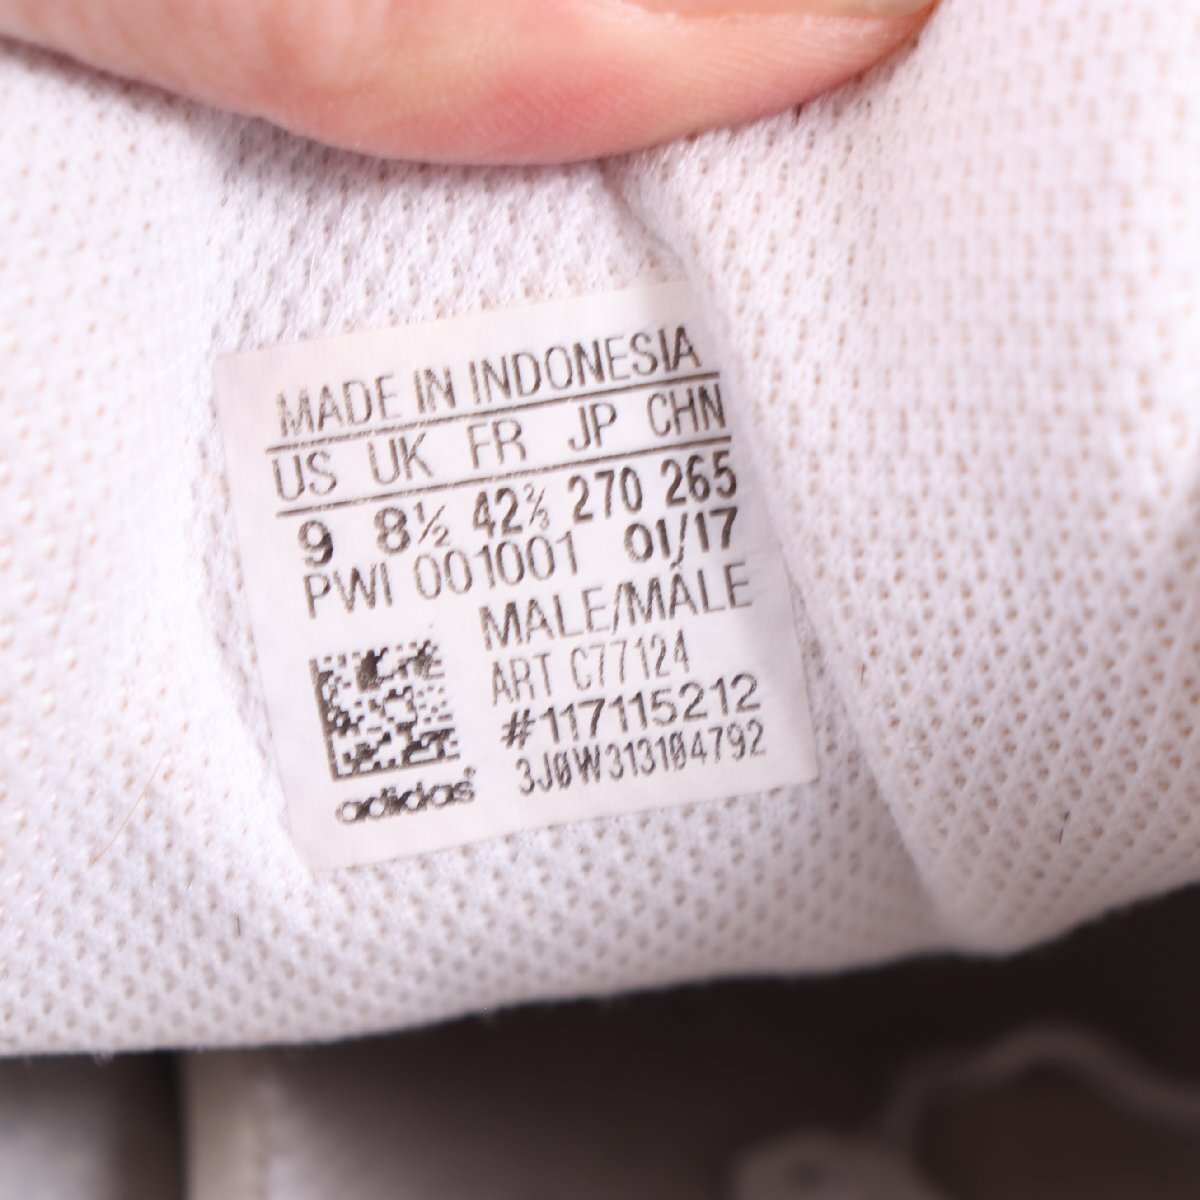 MADE IN INDONESIA
US UK FR JP CHN
9 8½ 42⅔ 270 265
PWI 001001 01/17
MALE/MÂLE
ART C77124
#117115212
3J0W313104792
adidas